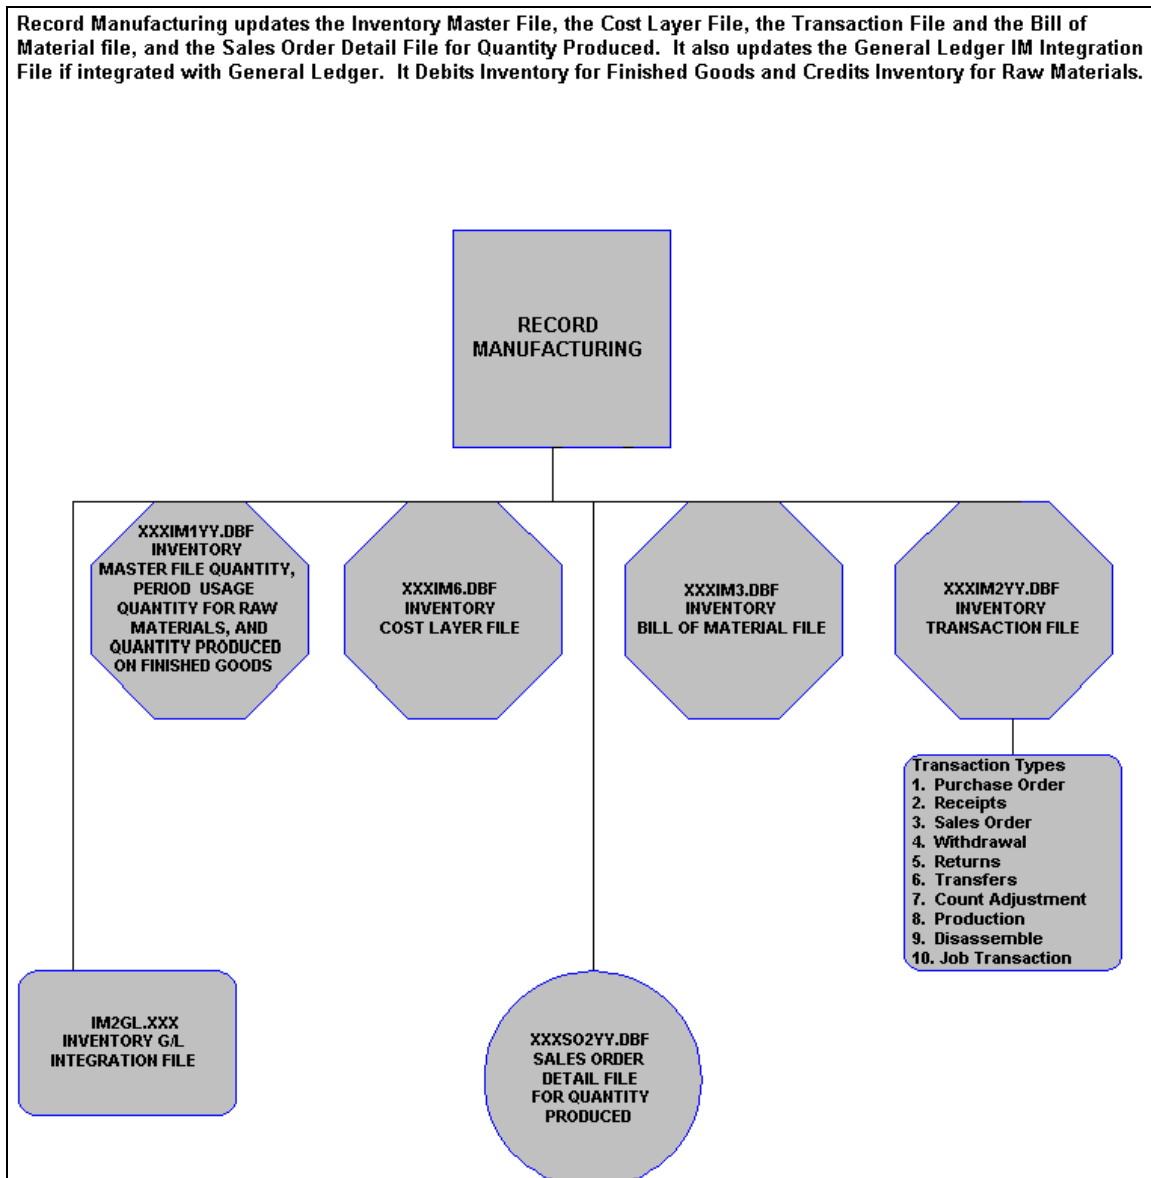 Record Manufacturing updates the Inventory Master File, the Cost Layer File, the Transaction File and the Bill of
Material file, and the Sales Order Detail File for Quantity Produced.  It also updates the General Ledger IM Integration
File if integrated with General Ledger.  It Debits Inventory for Finished Goods and Credits Inventory for Raw Materials.
RECORD
MANUFACTURING
XXXIM1YY.DBF
INVENTORY
MASTER FILE QUANTITY,
PERIOD  USAGE
QUANTITY FOR RAW
MATERIALS, AND
QUANTITY PRODUCED
ON FINISHED GOODS
XXXIM6.DBF
INVENTORY
COST LAYER FILE
XXXIM3.DBF
INVENTORY
BILL OF MATERIAL FILE
XXXIM2YY.DBF
INVENTORY
TRANSACTION FILE
Transaction Types
1.  Purchase Order
2.  Receipts
3.  Sales Order
4.  Withdrawal
5.  Returns
6.  Transfers
7.  Count Adjustment
8.  Production
9.  Disassemble
10. Job Transaction
IM2GL.XXX
INVENTORY G/L
INTEGRATION FILE
XXXSO2YY.DBF
SALES ORDER
DETAIL FILE
FOR QUANTITY
PRODUCED